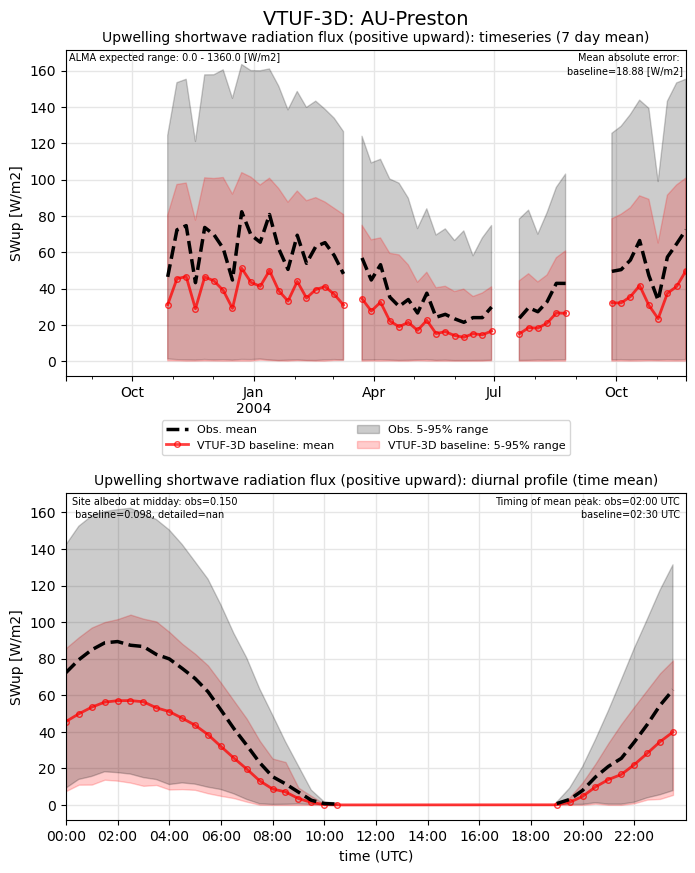 VTUF-3D: AU-Preston
Upwelling shortwave radiation flux (positive upward): timeseries (7 day mean)
ALMA expected range: 0.0 - 1360.0 [W/m2]
Mean absolute error:
baseline=18.88 [W/m2]
160
140
120
100
80
60
40
20
0
SWup [W/m2]
Oct
Jan
2004
Apr
Jul
Oct
Obs. mean
VTUF-3D baseline: mean
Obs. 5-95% range
VTUF-3D baseline: 5-95% range
Upwelling shortwave radiation flux (positive upward): diurnal profile (time mean)
Site albedo at midday: obs=0.150
baseline=0.098, detailed=nan
Timing of mean peak: obs=02:00 UTC
baseline=02:30 UTC
160
140
120
100
80
60
40
20
0
SWup [W/m2]
00:00 02:00 04:00 06:00 08:00 10:00 12:00 14:00 16:00 18:00 20:00 22:00
time (UTC)